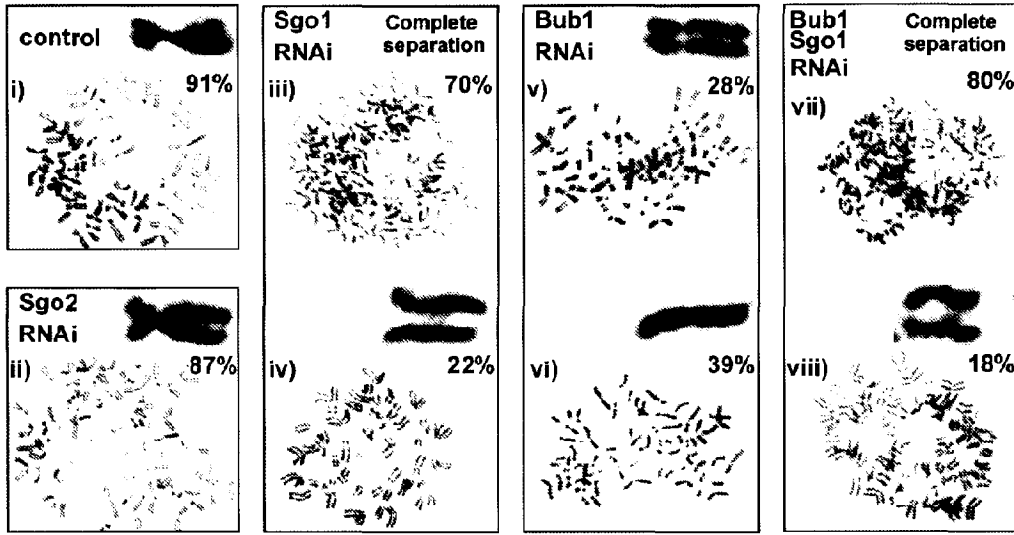 control
91%
i)
Sgo2
RNAi
87%
ii)
Sgo1
RNAi
Complete
separation
70%
iii)
22%
iv)
Bub1
RNAi
28%
v)
39%
vi)
Bub1
Sgo1
RNAi
Complete
separation
80%
vii)
18%
viii)